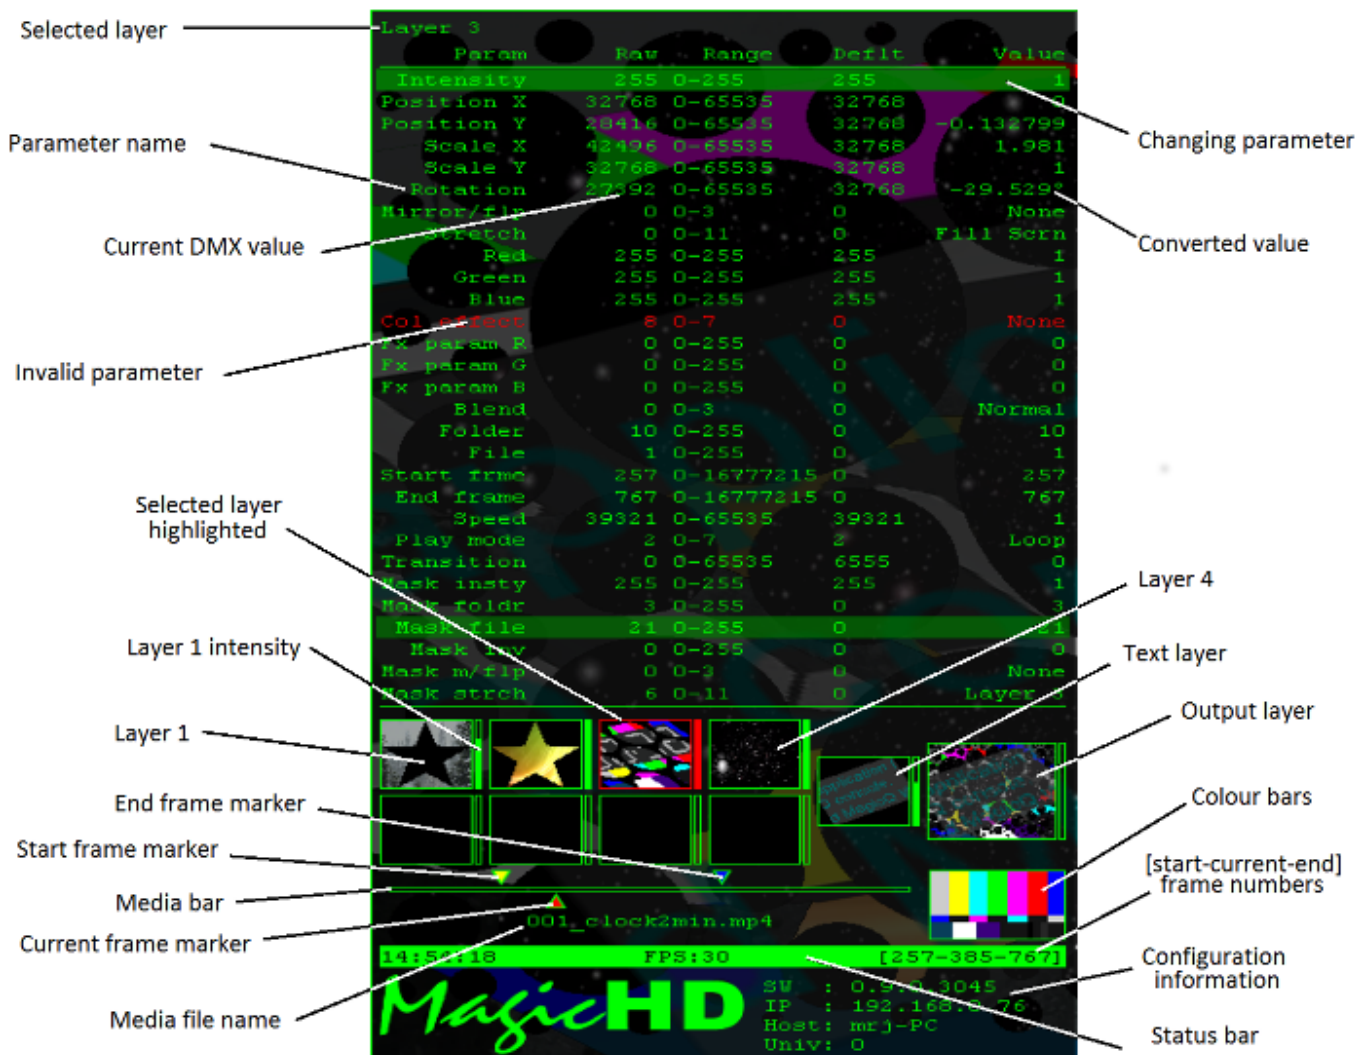 Selected layer
Layer 3
Param Raw Range Deflt Value
Intensity 255 0-255 255 1
Position X 32768 0-65535 32768 0
Position Y 28416 0-65535 32768 -0.132799
Changing parameter
Parameter name
Scale X 42496 0-65535 32768 1.981
Scale Y 32768 0-65535 32768 1
Rotation 27392 0-65535 32768 -29.529°
Mirror/flp 0 0-3 0 None
Current DMX value
Stretch 0 0-11 0 Fill Scrn
Converted value
Red 255 0-255 255 1
Green 255 0-255 255 1
Blue 255 0-255 255 1
Col effect 8 0-7 0 None
Fx param R 0 0-255 0 0
Invalid parameter
Fx param G 0 0-255 0 0
Fx param B 0 0-255 0 0
Blend 0 0-3 0 Normal
Folder 10 0-255 0 10
File 1 0-255 0 1
Start frme 257 0-16777215 0 257
End frame 767 0-16777215 0 767
Selected layer
highlighted
Speed 39321 0-65535 39321 1
Play mode 2 0-7 2 Loop
Transition 0 0-65535 6555 0
Mask insty 255 0-255 255 1
Layer 4
Mask foldr 3 0-255 0 3
Mask file 21 0-255 0 21
Layer 1 intensity
Mask inv 0 0-255 0 0
Text layer
Mask m/flp 0 0-3 0 None
Mask strch 6 0-11 0 Layer
Output layer
Layer 1
End frame marker
Colour bars
Start frame marker
[start-current-end]
frame numbers
Media bar
Current frame marker
001_clock2min.mp4
14:54:18 FPS:30 [257-385-767]
Configuration
information
Media file name
MagicHD
SW : 0.9.0.3045
IP : 192.168.0.76
Host: mrj-PC
Univ: 0
Status bar